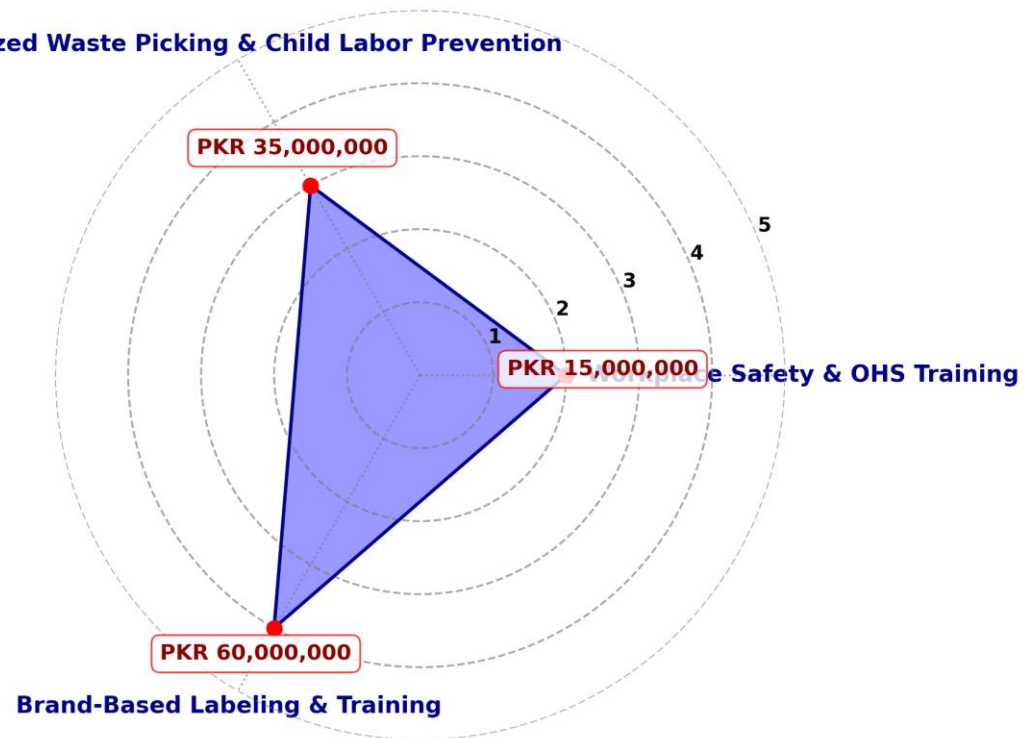 zed Waste Picking & Child Labor Prevention
PKR 35,000,000
5
4
3
2
1
PKR 15,000,000
Workplace Safety & OHS Training
PKR 60,000,000
Brand-Based Labeling & Training